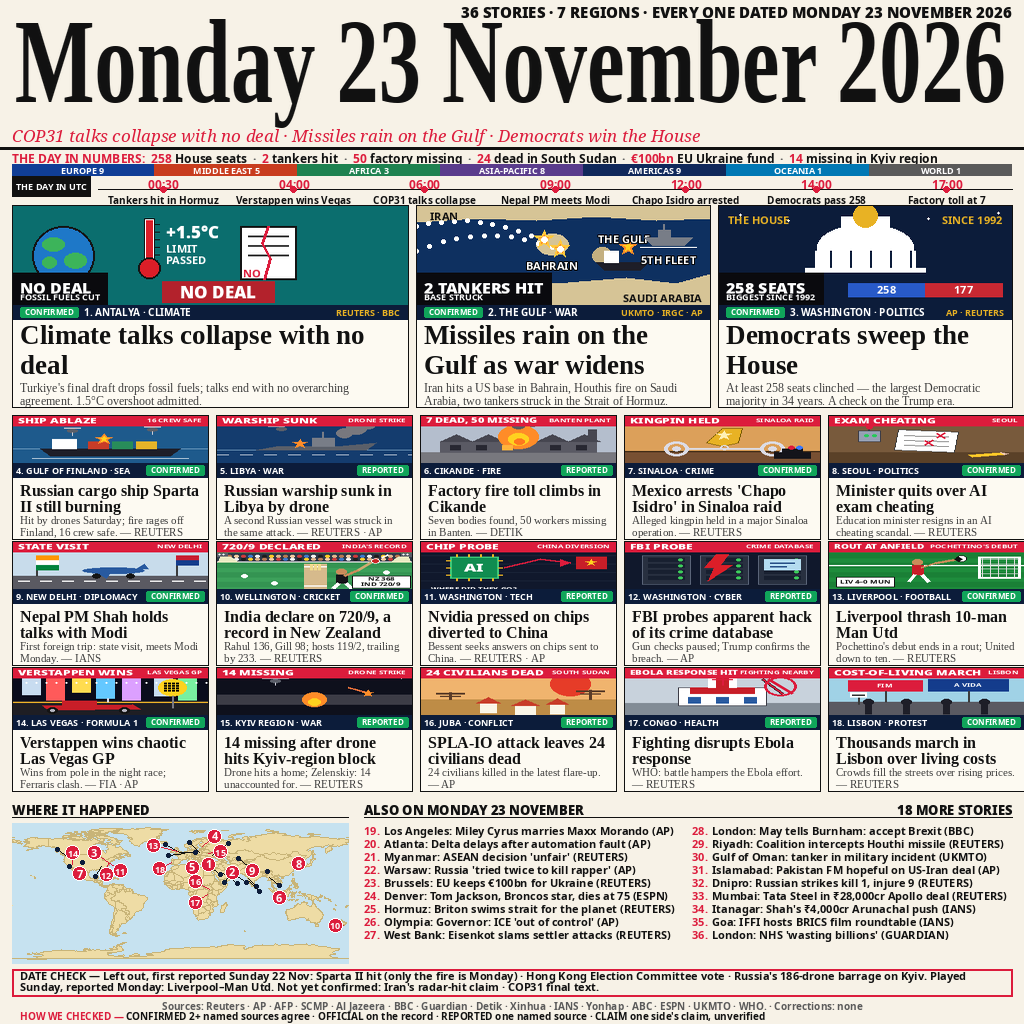 36 STORIES · 7 REGIONS · EVERY ONE DATED MONDAY 23 NOVEMBER 2026
Monday 23 November 2026
COP31 talks collapse with no deal · Missiles rain on the Gulf · Democrats win the House
THE DAY IN NUMBERS: 258 House seats · 2 tankers hit · 50 factory missing · 24 dead in South Sudan · €100bn EU Ukraine fund · 14 missing in Kyiv region
EUROPE 9 MIDDLE EAST 5 AFRICA 3 ASIA-PACIFIC 8 AMERICAS 9 OCEANIA 1 WORLD 1
THE DAY IN UTC
00:30 04:00 06:00 09:00 12:00 14:00 17:00
Tankers hit in Hormuz Verstappen wins Vegas COP31 talks collapse Nepal PM meets Modi Chapo Isidro arrested Democrats pass 258 Factory toll at 7
+1.5°C
LIMIT
PASSED
NO
NO DEAL
FOSSIL FUELS CUT
NO DEAL
CONFIRMED 1. ANTALYA · CLIMATE REUTERS · BBC
Climate talks collapse with no
deal
Turkiye's final draft drops fossil fuels; talks end with no overarching
agreement. 1.5°C overshoot admitted.
IRAN
THE GULF
BAHRAIN
5TH FLEET
2 TANKERS HIT
BASE STRUCK
SAUDI ARABIA
CONFIRMED 2. THE GULF · WAR UKMTO · IRGC · AP
Missiles rain on the
Gulf as war widens
Iran hits a US base in Bahrain, Houthis fire on Saudi
Arabia, two tankers struck in the Strait of Hormuz.
THE HOUSE
SINCE 1992
258 SEATS
BIGGEST SINCE 1992
258 177
CONFIRMED 3. WASHINGTON · POLITICS AP · REUTERS
Democrats sweep the
House
At least 258 seats clinched — the largest Democratic
majority in 34 years. A check on the Trump era.
SHIP ABLAZE 16 CREW SAFE
4. GULF OF FINLAND · SEA CONFIRMED
Russian cargo ship Sparta
II still burning
Hit by drones Saturday; fire rages off
Finland, 16 crew safe. — REUTERS
WARSHIP SUNK DRONE STRIKE
5. LIBYA · WAR REPORTED
Russian warship sunk in
Libya by drone
A second Russian vessel was struck in
the same attack. — REUTERS · AP
7 DEAD, 50 MISSING BANTEN PLANT
6. CIKANDE · FIRE REPORTED
Factory fire toll climbs in
Cikande
Seven bodies found, 50 workers missing
in Banten. — DETIK
KINGPIN HELD SINALOA RAID
7. SINALOA · CRIME CONFIRMED
Mexico arrests 'Chapo
Isidro' in Sinaloa raid
Alleged kingpin held in a major Sinaloa
operation. — REUTERS
EXAM CHEATING SEOUL
8. SEOUL · POLITICS CONFIRMED
Minister quits over AI
exam cheating
Education minister resigns in an AI
cheating scandal. — REUTERS
STATE VISIT NEW DELHI
9. NEW DELHI · DIPLOMACY CONFIRMED
Nepal PM Shah holds
talks with Modi
First foreign trip: state visit, meets
Monday. — IANS
720/9 DECLARED INDIA'S RECORD
NZ 368
IND 720/9
10. WELLINGTON · CRICKET CONFIRMED
India declare on 720/9, a
record in New Zealand
Rahul 136, Gill 98; hosts 119/2, trailing
by 233. — REUTERS
CHIP PROBE CHINA DIVERSION
AI
11. WASHINGTON · TECH REPORTED
Nvidia pressed on chips
diverted to China
Bessent seeks answers on chips sent to
China. — REUTERS · AP
FBI PROBE CRIME DATABASE
12. WASHINGTON · CYBER REPORTED
FBI probes apparent hack
of its crime database
Gun checks paused; Trump confirms the
breach. — AP
ROUT AT ANFIELD POCHETTINO'S DEBUT
LIV 4-0 MUN
13. LIVERPOOL · FOOTBALL CONFIRMED
Liverpool thrash 10-man
Man Utd
Pochettino's debut ends in a rout; United
down to ten. — REUTERS
VERSTAPPEN WINS LAS VEGAS GP
14. LAS VEGAS · FORMULA 1 CONFIRMED
Verstappen wins chaotic
Las Vegas GP
Wins from pole in the night race;
Ferraris clash. — FIA · AP
14 MISSING DRONE STRIKE
15. KYIV REGION · WAR REPORTED
14 missing after drone
hits Kyiv-region block
Drone hits a home; Zelenskiy: 14
unaccounted for. — REUTERS
24 CIVILIANS DEAD SOUTH SUDAN
16. JUBA · CONFLICT REPORTED
SPLA-IO attack leaves 24
civilians dead
24 civilians killed in the latest flare-up.
— AP
EBOLA RESPONSE HIT FIGHTING NEARBY
17. CONGO · HEALTH REPORTED
Fighting disrupts Ebola
response
WHO: battle hampers the Ebola effort.
— REUTERS
COST-OF-LIVING MARCH LISBON
FIM A VIDA
18. LISBON · PROTEST CONFIRMED
Thousands march in
Lisbon over living costs
Crowds fill the streets over rising prices.
— REUTERS
WHERE IT HAPPENED
14 3 7 12 11 13 4 15 18 5 1 16 2 9 17 6 8 10
ALSO ON MONDAY 23 NOVEMBER 18 MORE STORIES
19. Los Angeles: Miley Cyrus marries Maxx Morando (AP)
20. Atlanta: Delta delays after automation fault (AP)
21. Myanmar: ASEAN decision 'unfair' (REUTERS)
22. Warsaw: Russia 'tried twice to kill rapper' (AP)
23. Brussels: EU keeps €100bn for Ukraine (REUTERS)
24. Denver: Tom Jackson, Broncos star, dies at 75 (ESPN)
25. Hormuz: Briton swims strait for the planet (REUTERS)
26. Olympia: Governor: ICE 'out of control' (AP)
27. West Bank: Eisenkot slams settler attacks (REUTERS)
28. London: May tells Burnham: accept Brexit (BBC)
29. Riyadh: Coalition intercepts Houthi missile (REUTERS)
30. Gulf of Oman: tanker in military incident (UKMTO)
31. Islamabad: Pakistan FM hopeful on US-Iran deal (AP)
32. Dnipro: Russian strikes kill 1, injure 9 (REUTERS)
33. Mumbai: Tata Steel in ₹28,000cr Apollo deal (REUTERS)
34. Itanagar: Shah's ₹4,000cr Arunachal push (IANS)
35. Goa: IFFI hosts BRICS film roundtable (IANS)
36. London: NHS 'wasting billions' (GUARDIAN)
DATE CHECK — Left out, first reported Sunday 22 Nov: Sparta II hit (only the fire is Monday) · Hong Kong Election Committee vote · Russia's 186-drone barrage on Kyiv. Played
Sunday, reported Monday: Liverpool–Man Utd. Not yet confirmed: Iran's radar-hit claim · COP31 final text.
Sources: Reuters · AP · AFP · SCMP · Al Jazeera · BBC · Guardian · Detik · Xinhua · IANS · Yonhap · ABC · ESPN · UKMTO · WHO. · Corrections: none
HOW WE CHECKED — CONFIRMED 2+ named sources agree · OFFICIAL on the record · REPORTED one named source · CLAIM one side's claim, unverified